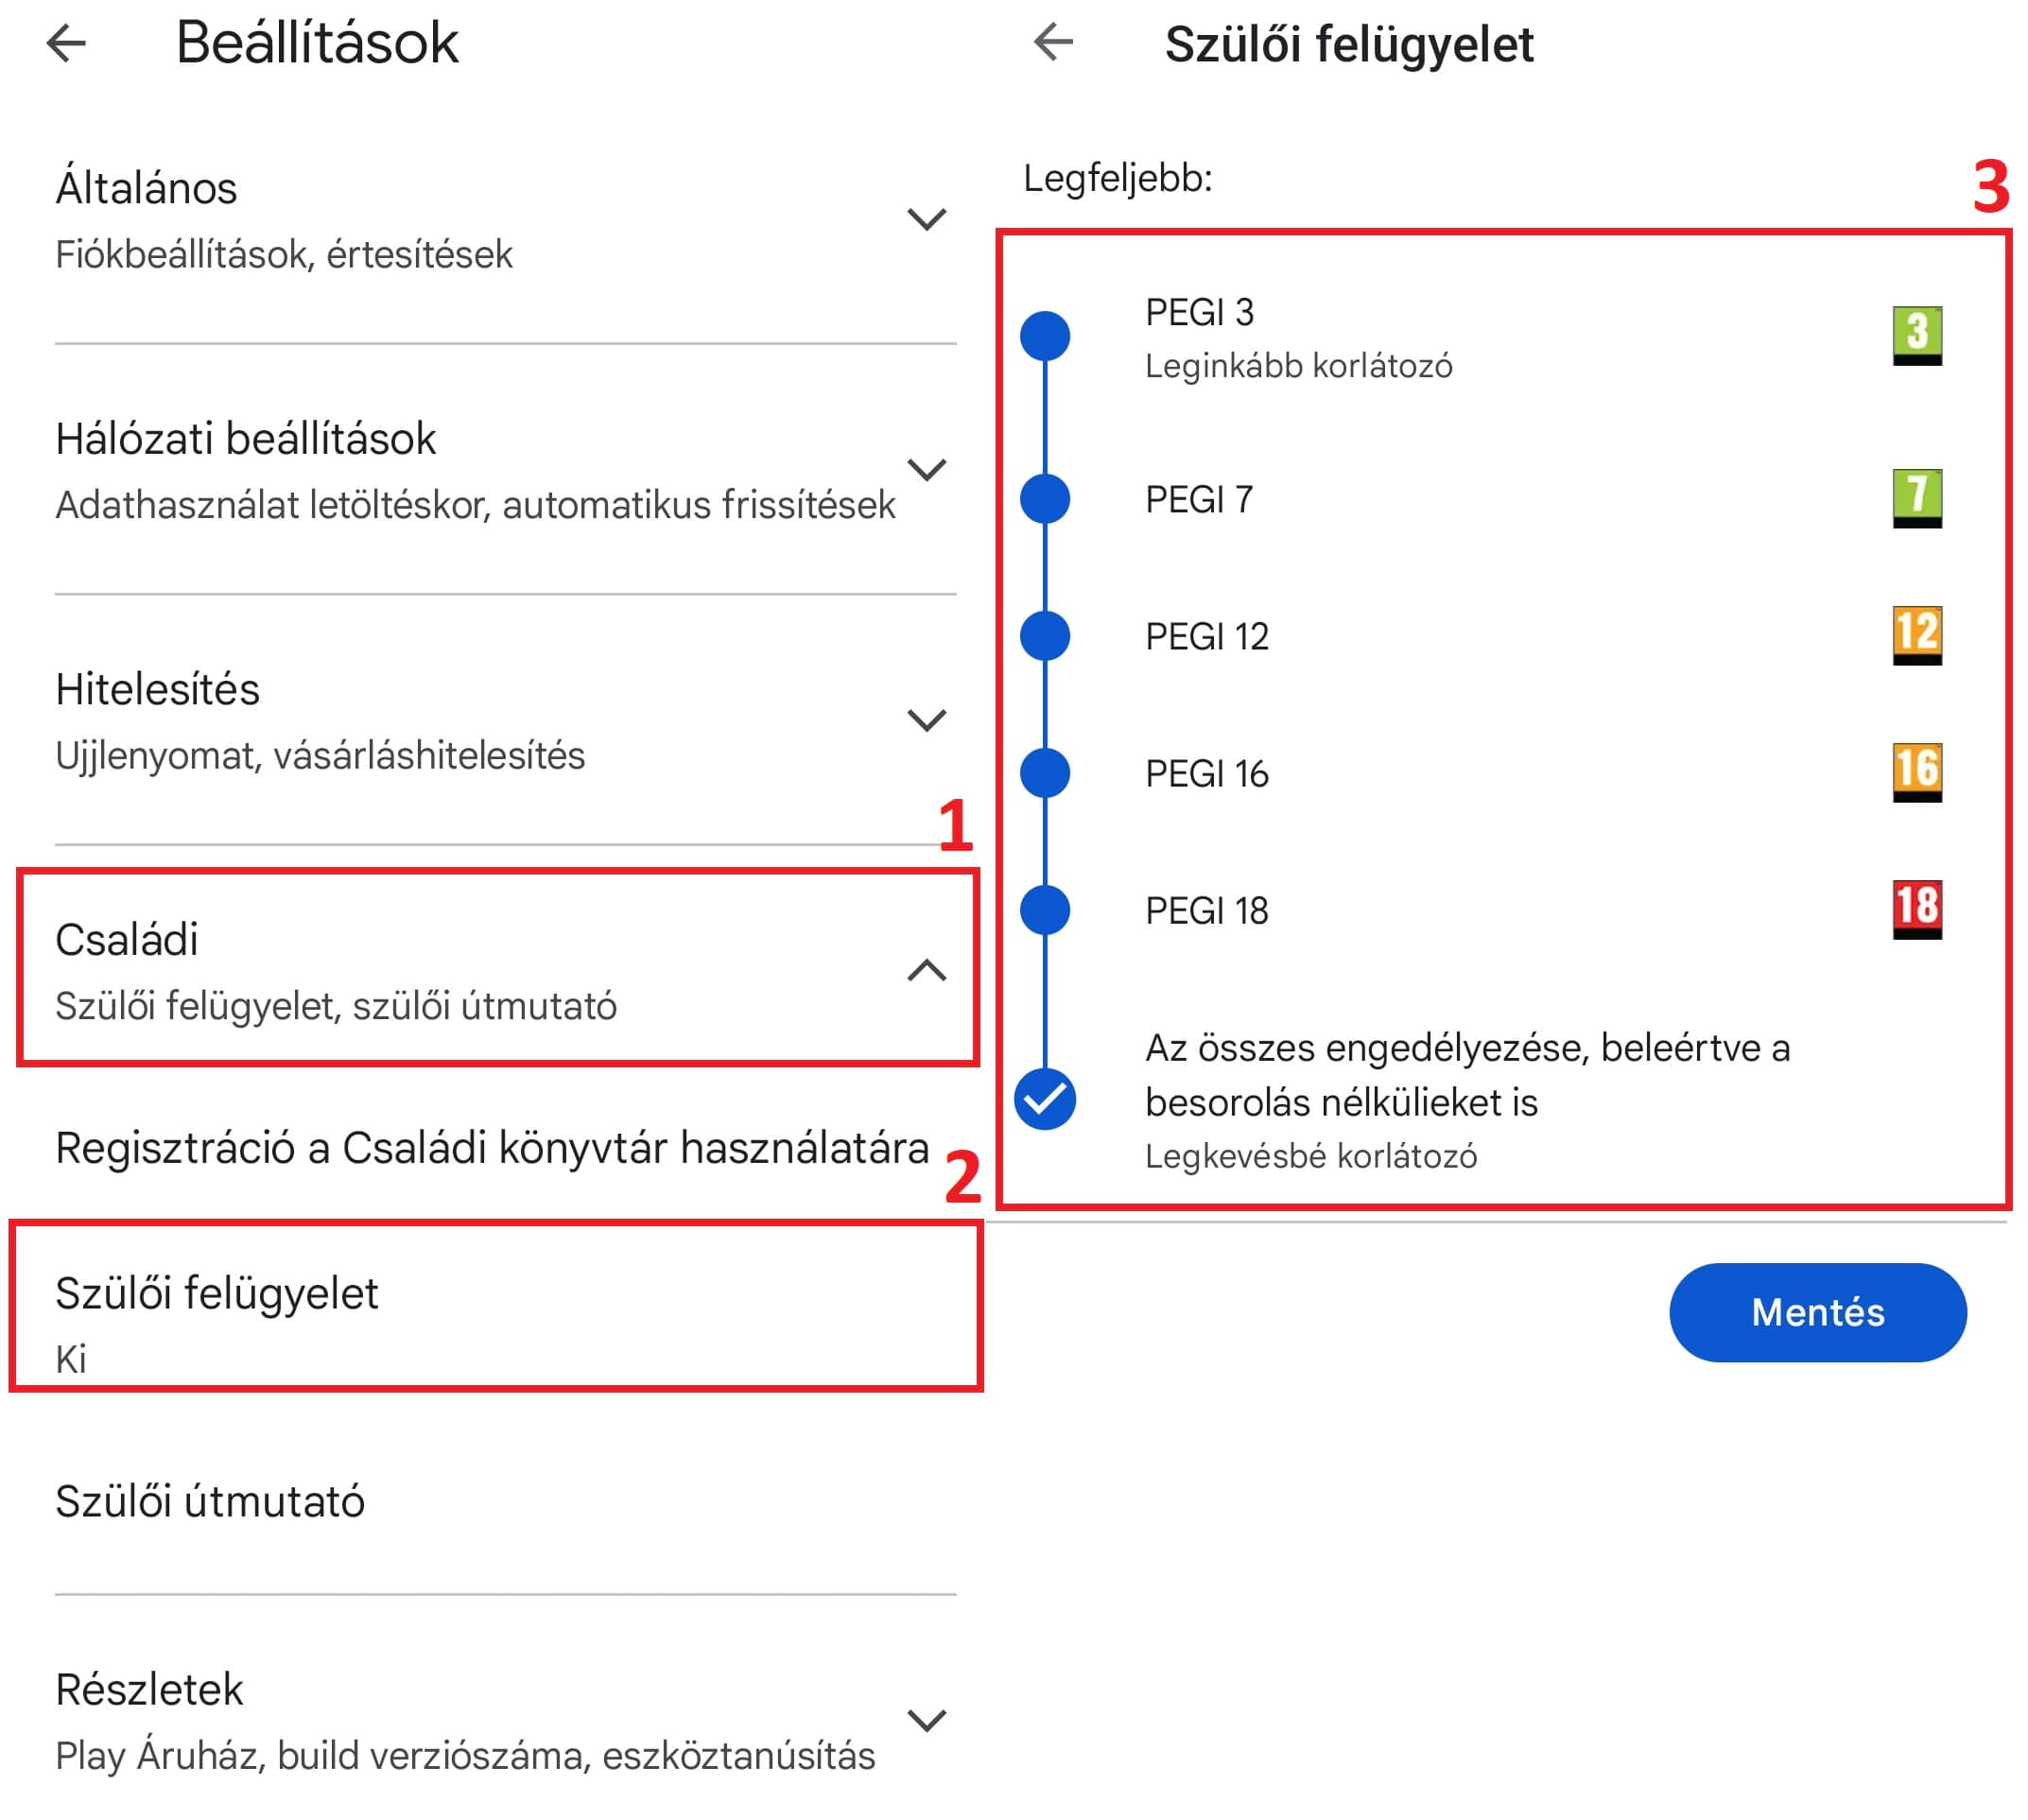 Beállítások
Általános
Fiókbeállítások, értesítések
Hálózati beállítások
Adathasználat letöltéskor, automatikus frissítések
Hitelesítés
Ujjlenyomat, vásárláshitelesítés
1
Családi
Szülői felügyelet, szülői útmutató
Regisztráció a Családi könyvtár használatára
2
Szülői felügyelet
Ki
Szülői útmutató
Részletek
Play Áruház, build verziószáma, eszköztanúsítás
Szülői felügyelet
Legfeljebb:
3
PEGI 3
Leginkább korlátozó
3
PEGI 7
7
PEGI 12
12
PEGI 16
16
PEGI 18
18
Az összes engedélyezése, beleértve a
besorolás nélkülieket is
Legkevésbé korlátozó
Mentés